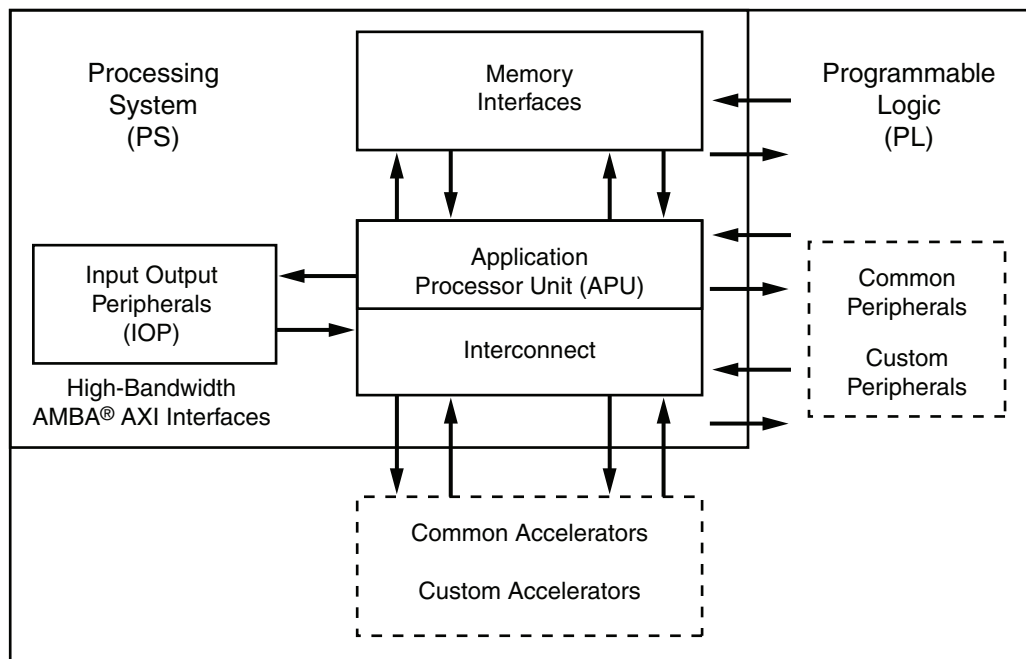 Processing
System
(PS)
Memory
Interfaces
Programmable
Logic
(PL)
Input Output
Peripherals
(IOP)
Application
Processor Unit (APU)
Interconnect
Common
Peripherals
Custom
Peripherals
High-Bandwidth
AMBA® AXI Interfaces
Common Accelerators
Custom Accelerators